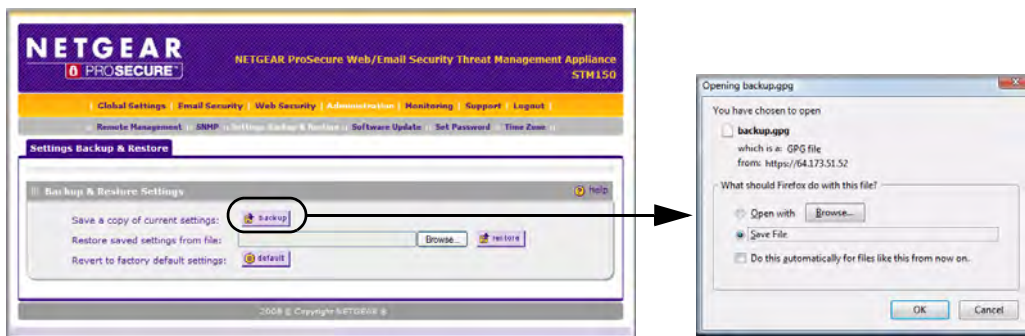 NETGEAR
PROSECURE
NETGEAR ProSecure Web/Email Security Threat Management Appliance
STM150
Global Settings | Email Security | Web Security | Administration | Monitoring | Support | Logout
Remote Management :: SNMP :: Settings Backup & Restore :: Software Update :: Set Password :: Time Zone ::
Settings Backup & Restore
Backup & Restore Settings
help
Save a copy of current settings: backup
Restore saved settings from file: Browse... restore
Revert to factory default settings: default
2008 © Copyright NETGEAR ®
Opening backup.gpg
You have chosen to open
backup.gpg
which is a: GPG file
from: https://64.173.51.52
What should Firefox do with this file?
Open with Browse...
Save File
Do this automatically for files like this from now on.
OK Cancel